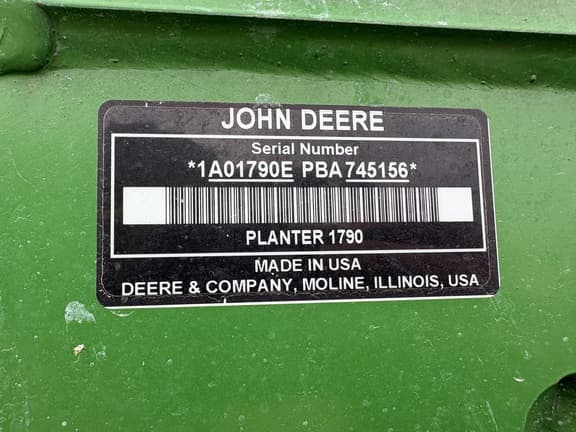 JOHN DEERE
Serial Number
*1A01790E PBA745156*
PLANTER 1790
MADE IN USA
DEERE & COMPANY, MOLINE, ILLINOIS, USA